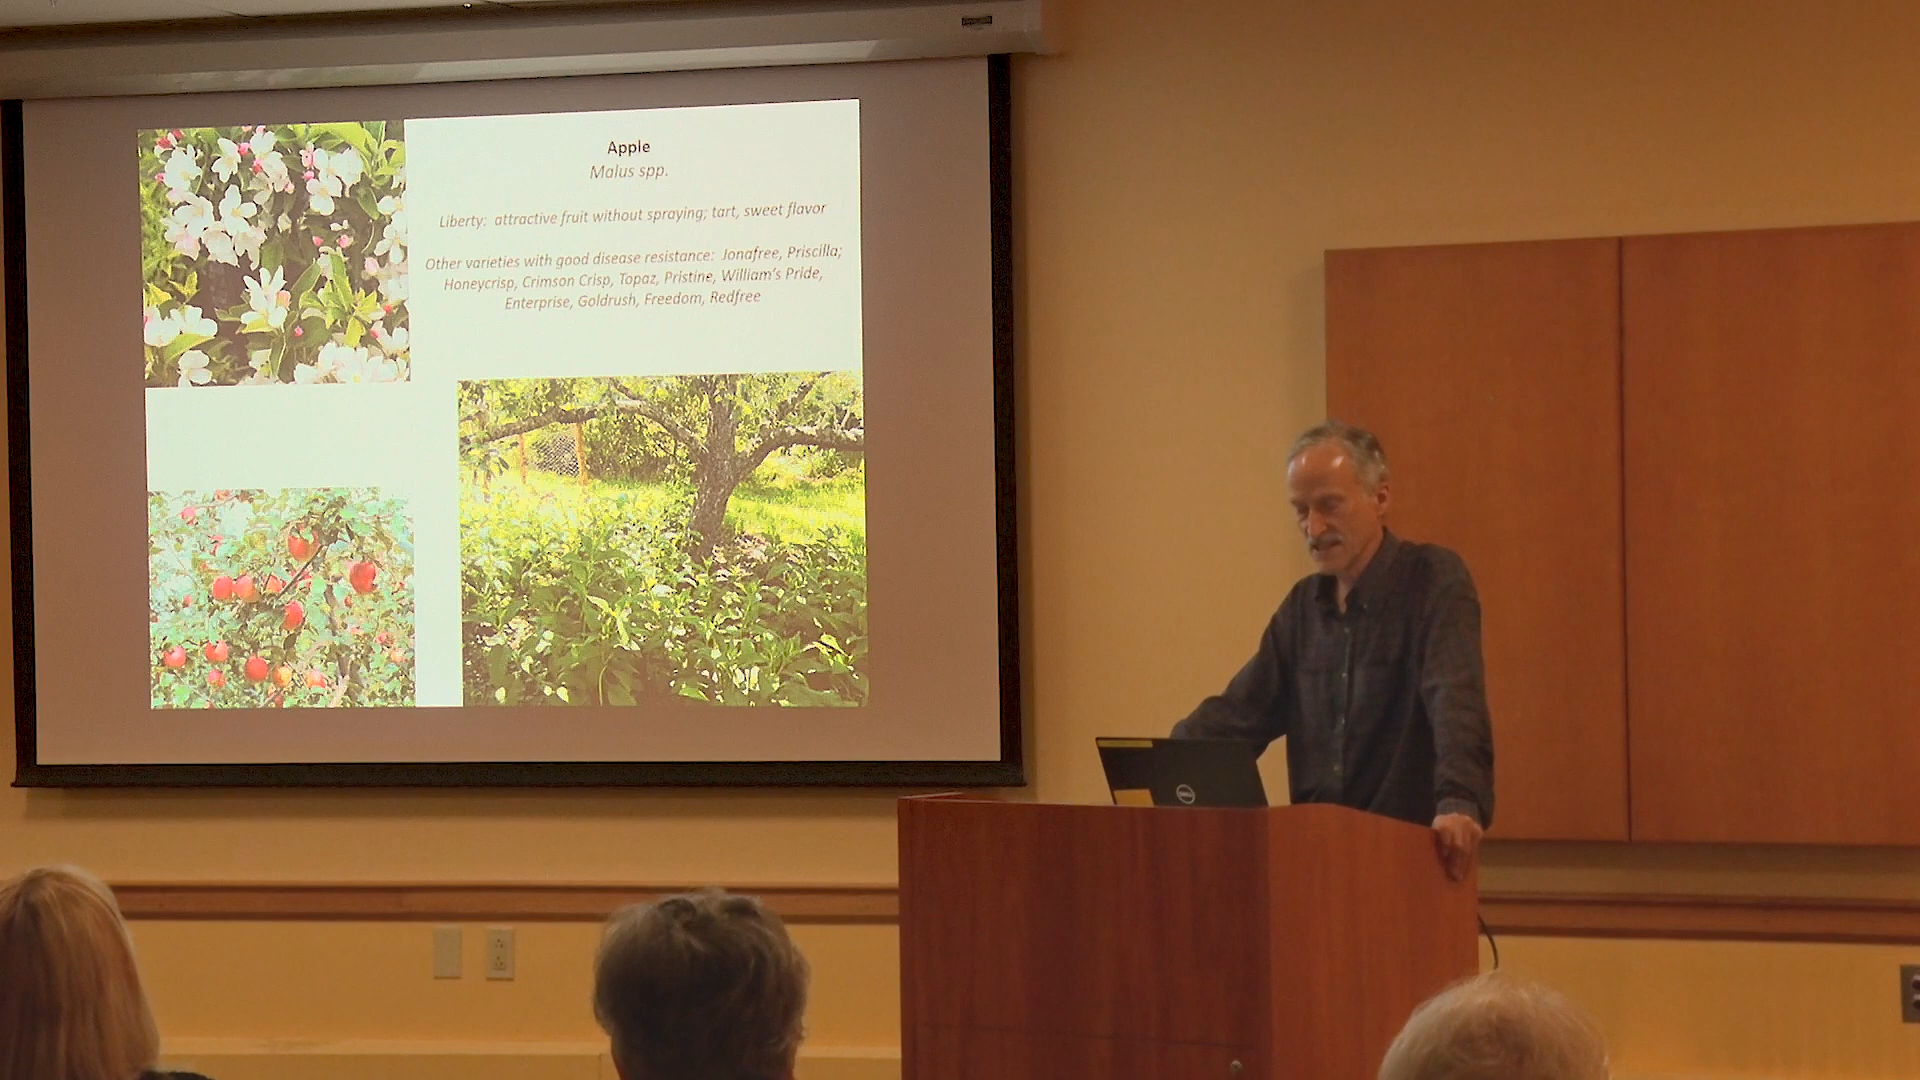 Apple
Malus spp.
Liberty: attractive fruit without spraying; tart, sweet flavor
Other varieties with good disease resistance: Jonafree, Priscilla;
Honeycrisp, Crimson Crisp, Topaz, Pristine, William's Pride,
Enterprise, Goldrush, Freedom, Redfree
DELL